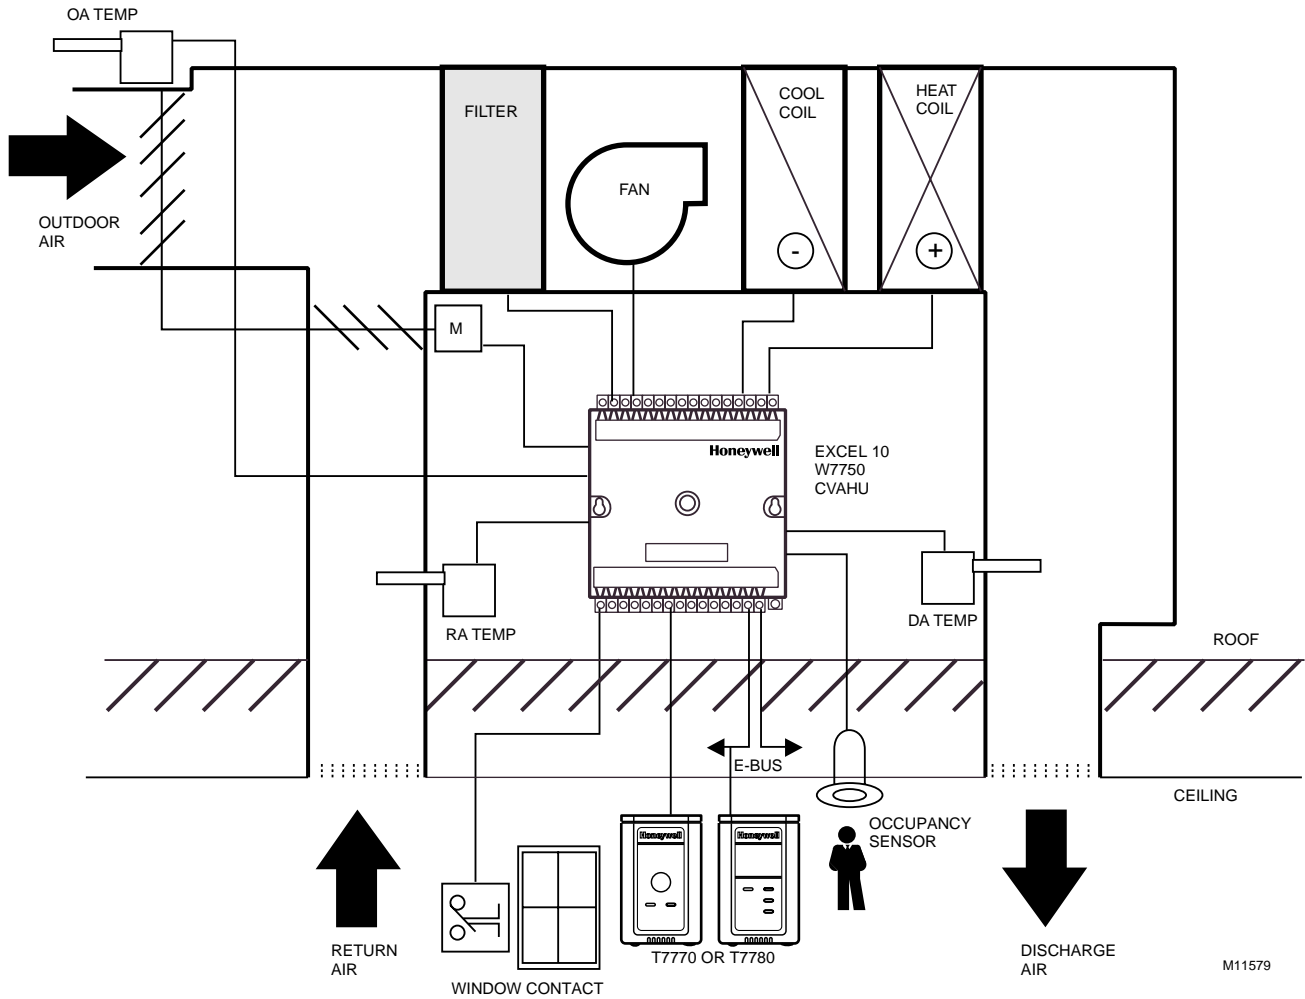 OA TEMP
FILTER
COOL
COIL
HEAT
COIL
FAN
-
+
OUTDOOR
AIR
M
Honeywell
EXCEL 10
W7750
CVAHU
RA TEMP
DA TEMP
ROOF
E-BUS
CEILING
OCCUPANCY
SENSOR
Honeywell
Honeywell
RETURN
AIR
T7770 OR T7780
DISCHARGE
AIR
WINDOW CONTACT
M11579